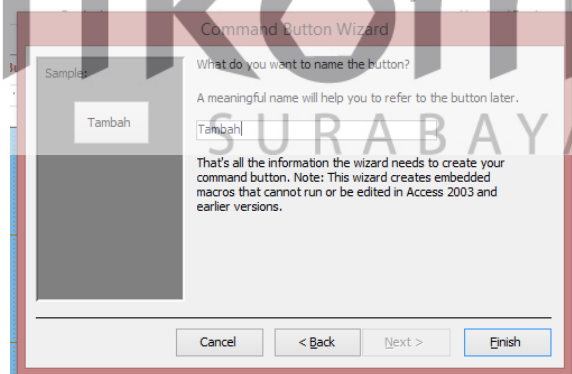 Command Button Wizard
Sample:
Tambah
What do you want to name the button?
A meaningful name will help you to refer to the button later.
Tambah
SURABAYA
That's all the information the wizard needs to create your
command button. Note: This wizard creates embedded
macros that cannot run or be edited in Access 2003 and
earlier versions.
Cancel
< Back
Next >
Finish